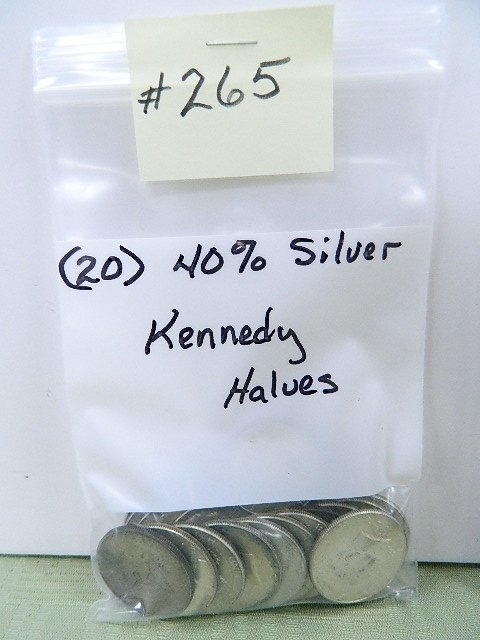 #265
(20) 40% Silver
Kennedy
Halves